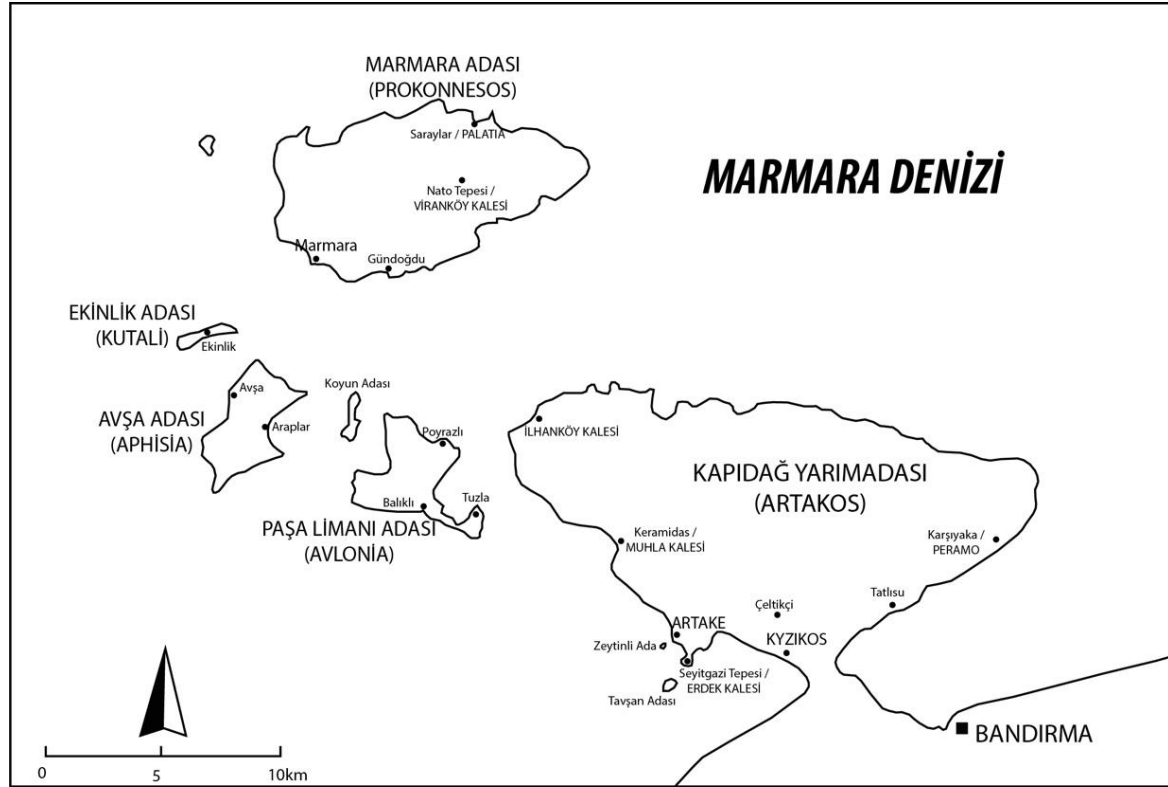 MARMARA ADASI
(PROKONNESOS)
Saraylar / PALATIA
MARMARA DENİZİ
Nato Tepesi /
VİRANKÖY KALESİ
Marmara
Gündoğdu
EKİNLİK ADASI
(KUTALİ)
Ekinlik
Avşa
Koyun Adası
AVŞA ADASI
(APHİSİA)
Araplar
Poyrazlı
İLHANKÖY KALESİ
KAPIDAĞ YARIMADASI
(ARTAKOS)
Balıklı
Tuzla
PAŞA LİMANI ADASI
(AVLONİA)
Keramidas /
MUHLA KALESİ
Karşıyaka /
PERAMO
Tatlısu
Çeltikçi
ARTAKE
KYZIKOS
Zeytinli Ada
Seyitgazi Tepesi /
ERDEK KALESİ
Tavşan Adası
BANDIRMA
0
5
10km